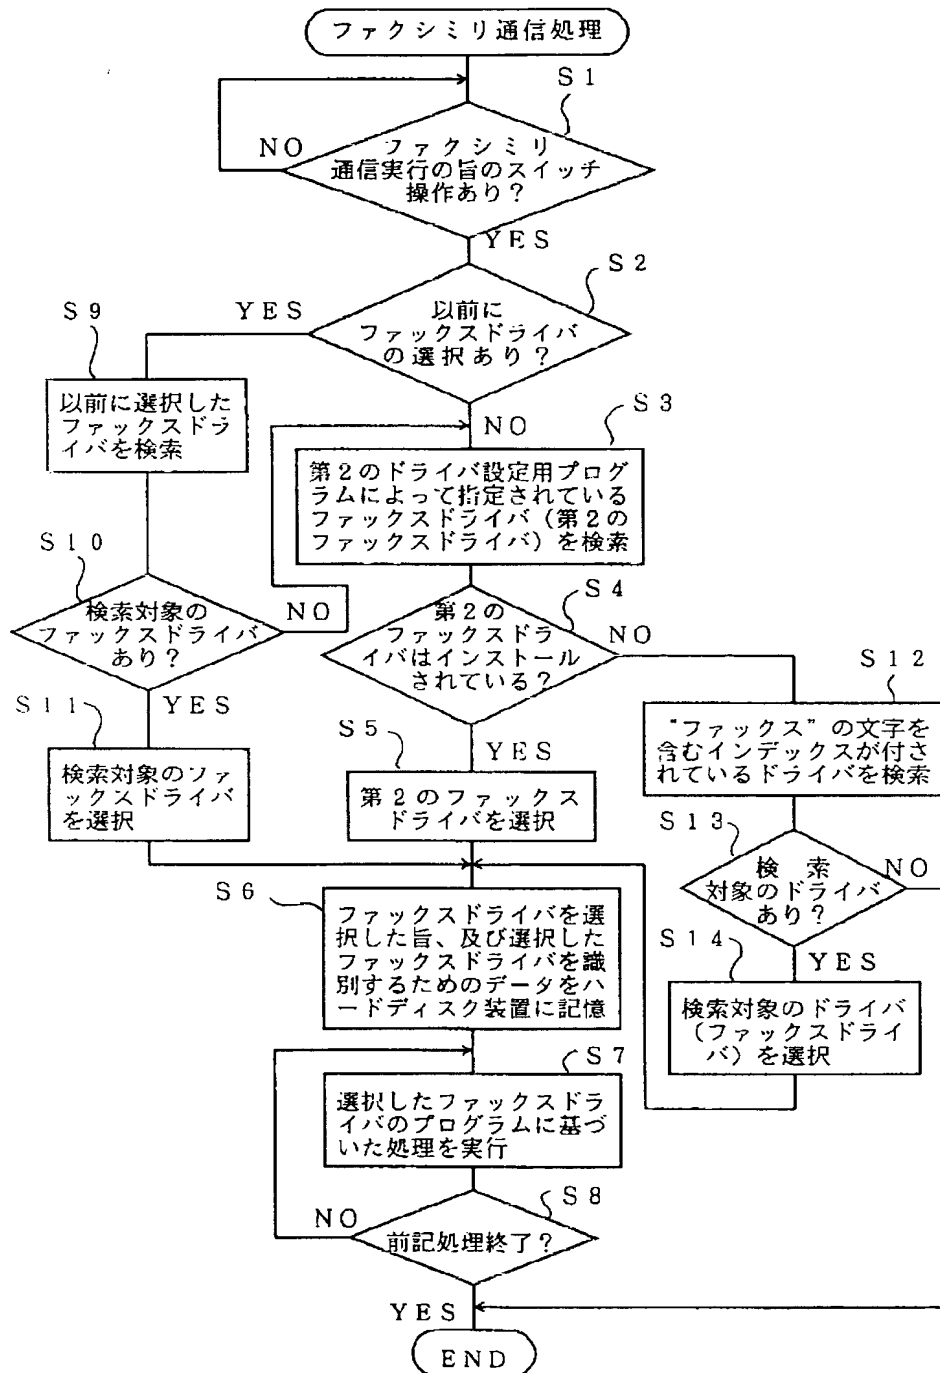 ファクシミリ通信処理
S1
ファクシミリ
通信実行の旨のスイッチ
操作あり？
NO
YES
S2
以前に
ファックスドライバ
の選択あり？
YES
NO
S9
以前に選択した
ファックスドラ
イバを検索
S3
第2のドライバ設定用プログ
ラムによって指定されている
ファックスドライバ（第2の
ファックスドライバ）を検索
S10
検索対象の
ファックスドライバ
あり？
NO
YES
S4
第2の
ファックスドラ
イバはインストール
されている？
NO
YES
S11
検索対象のファ
ックスドライバ
を選択
S5
第2のファックス
ドライバを選択
S12
“ファックス”の文字を
含むインデックスが付さ
れているドライバを検索
S13
検索
対象のドライバ
あり？
NO
YES
S14
検索対象のドライバ
（ファックスドライ
バ）を選択
S6
ファックスドライバを選
択した旨、及び選択した
ファックスドライバを識
別するためのデータをハ
ードディスク装置に記憶
S7
選択したファックスドラ
イバのプログラムに基づ
いた処理を実行
S8
前記処理終了？
NO
YES
END